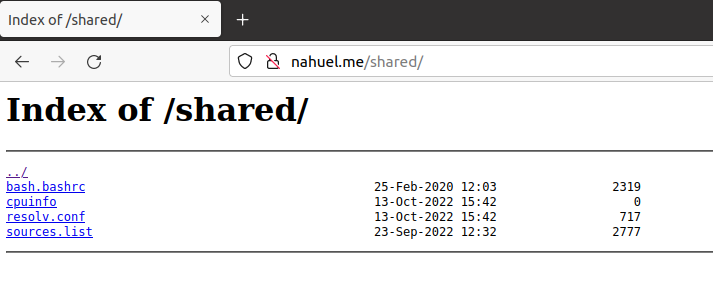 Index of /shared/
nahuel.me/shared/
Index of /shared/
../
bash.bashrc 25-Feb-2020 12:03 2319
cpuinfo 13-Oct-2022 15:42 0
resolv.conf 13-Oct-2022 15:42 717
sources.list 23-Sep-2022 12:32 2777